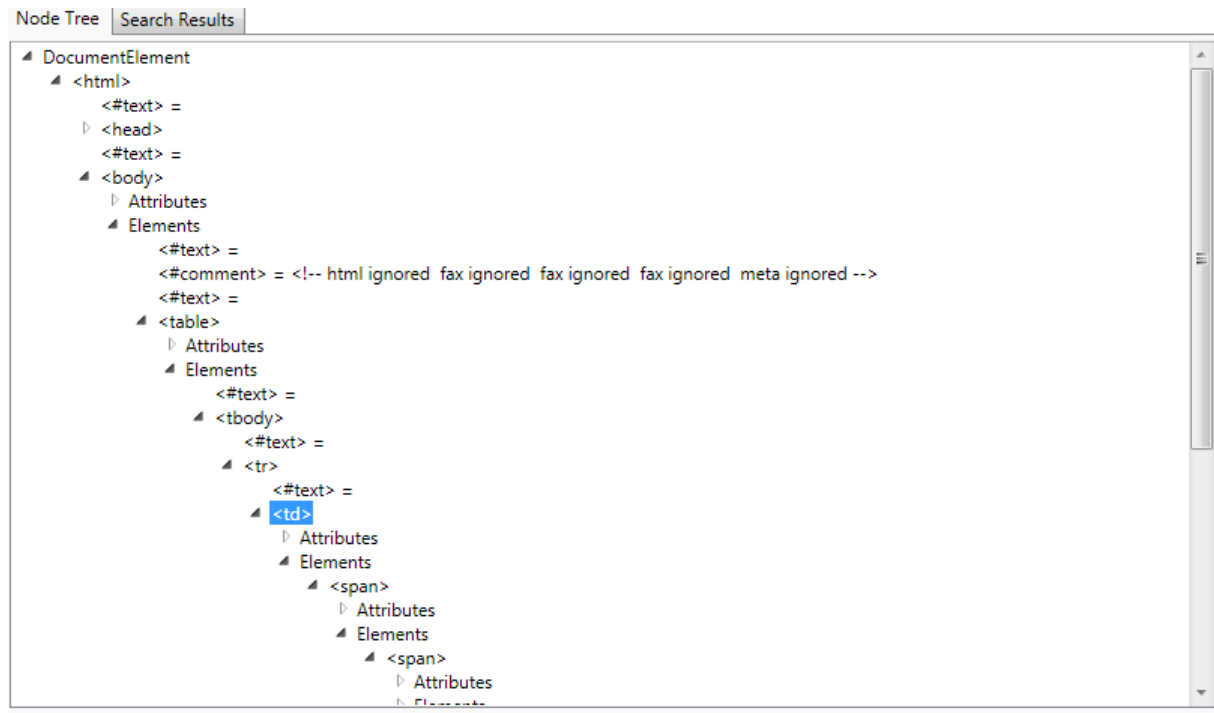 Node Tree Search Results
DocumentElement
<html>
<#text> =
<head>
<#text> =
<body>
Attributes
Elements
<#text> =
<#comment> = <!-- html ignored  fax ignored  fax ignored  fax ignored  meta ignored -->
<#text> =
<table>
Attributes
Elements
<#text> =
<tbody>
<#text> =
<tr>
<#text> =
<td>
Attributes
Elements
<span>
Attributes
Elements
<span>
Attributes
Elements